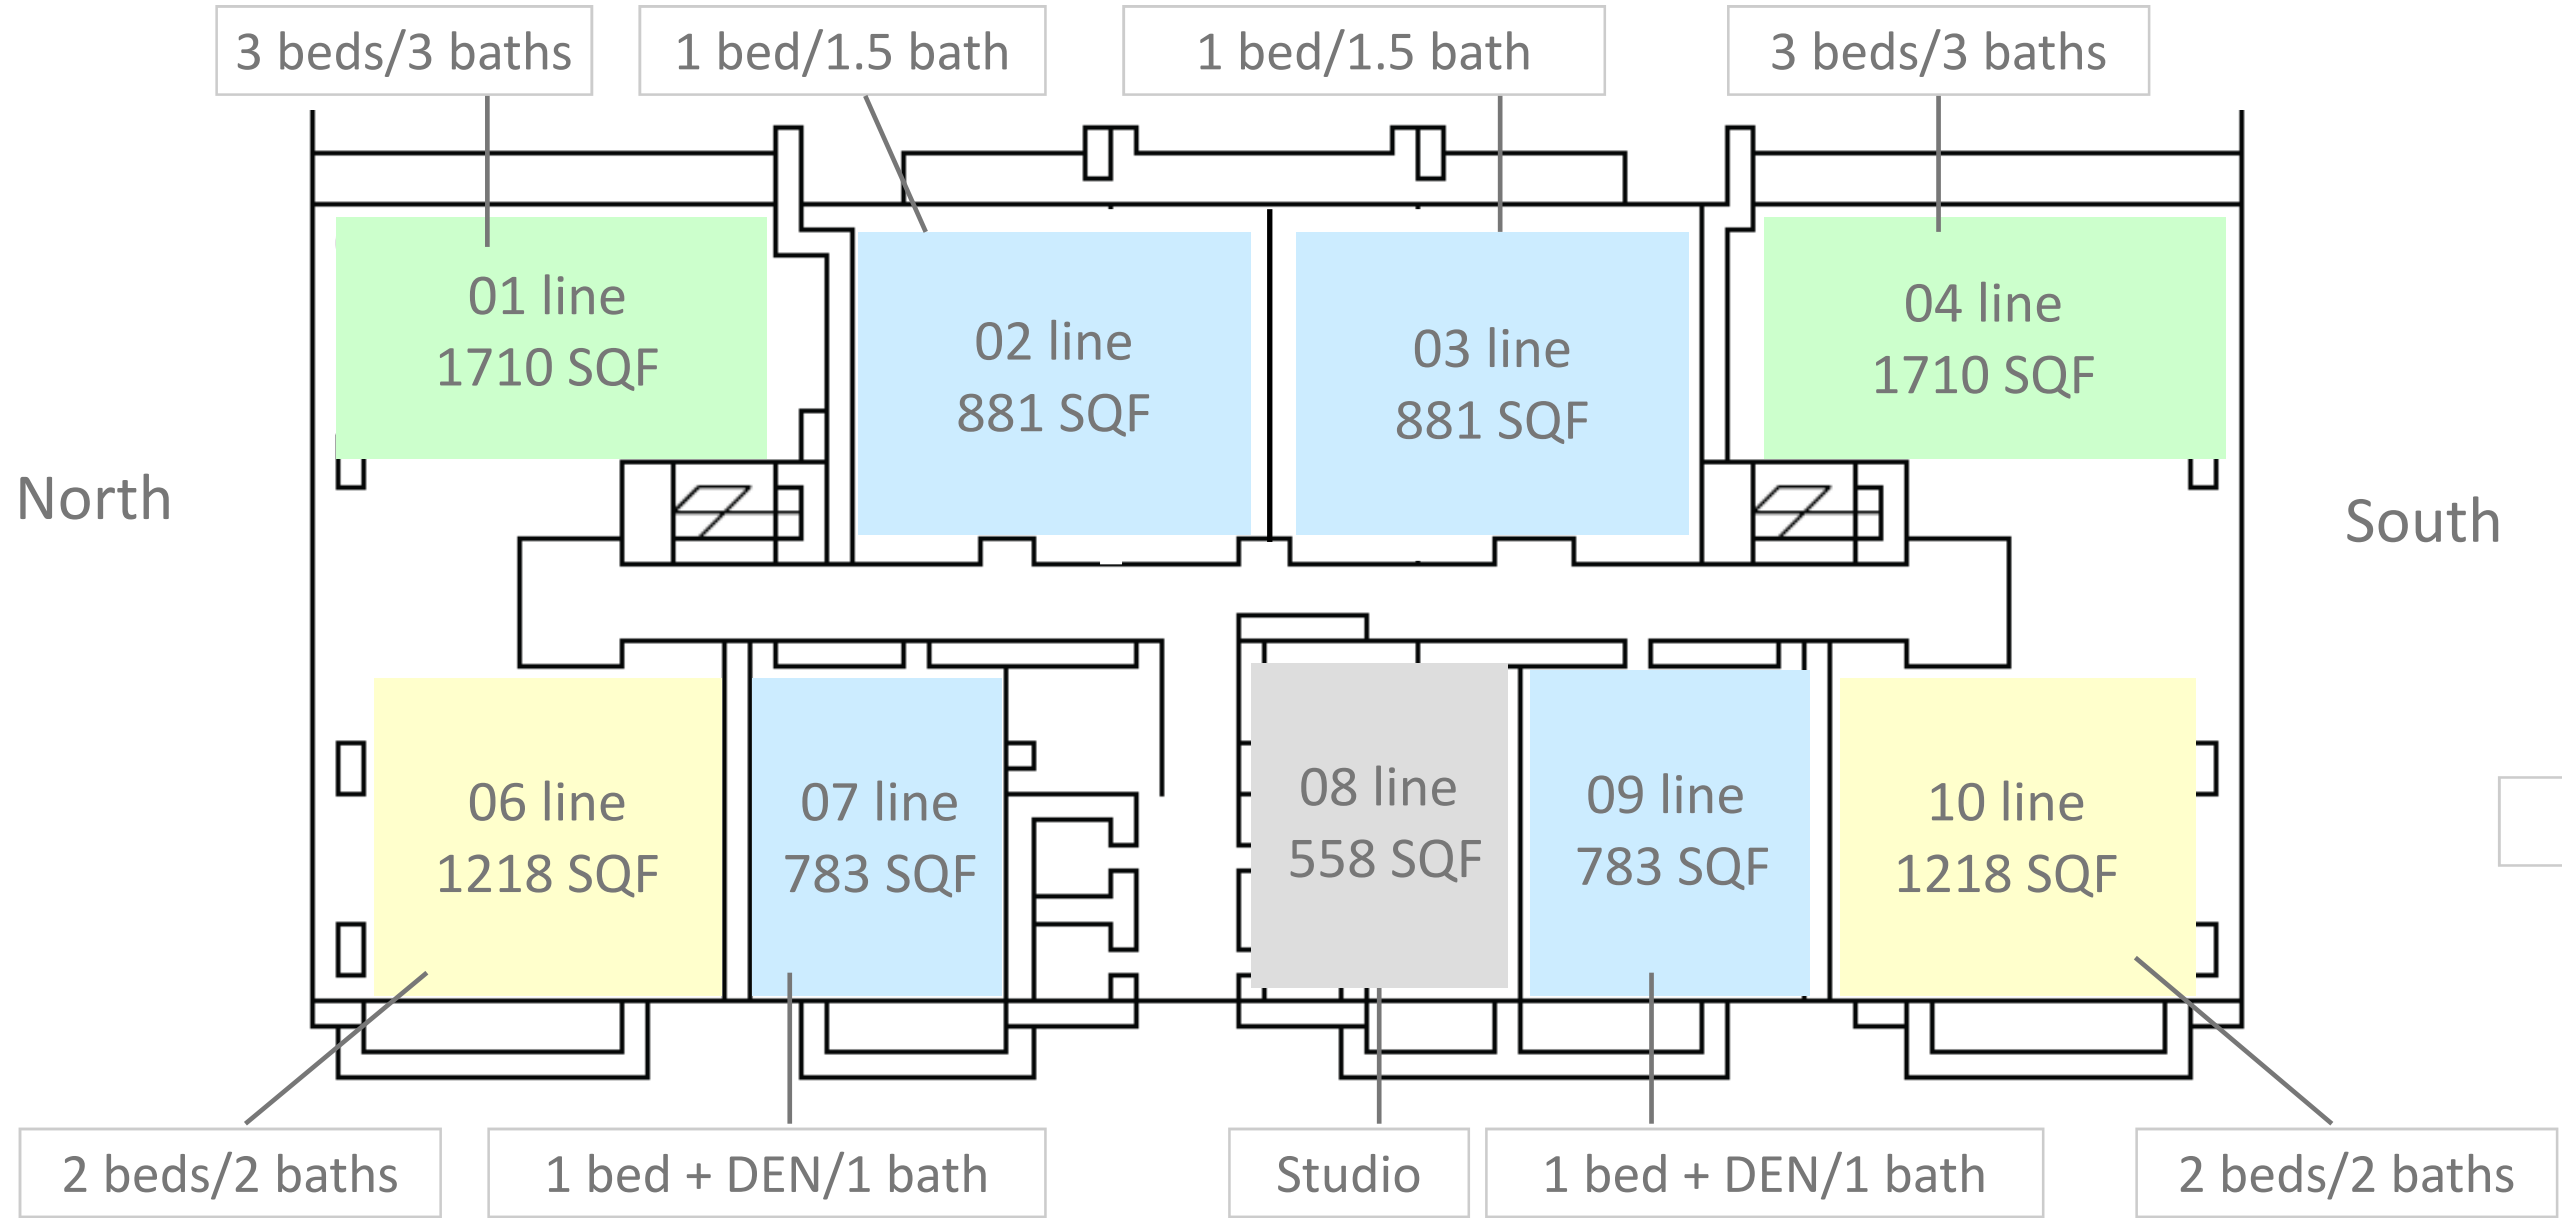 3 beds/3 baths
1 bed/1.5 bath
1 bed/1.5 bath
3 beds/3 baths
01 line
1710 SQF
02 line
881 SQF
03 line
881 SQF
04 line
1710 SQF
North
South
06 line
1218 SQF
07 line
783 SQF
08 line
558 SQF
09 line
783 SQF
10 line
1218 SQF
2 beds/2 baths
1 bed + DEN/1 bath
Studio
1 bed + DEN/1 bath
2 beds/2 baths